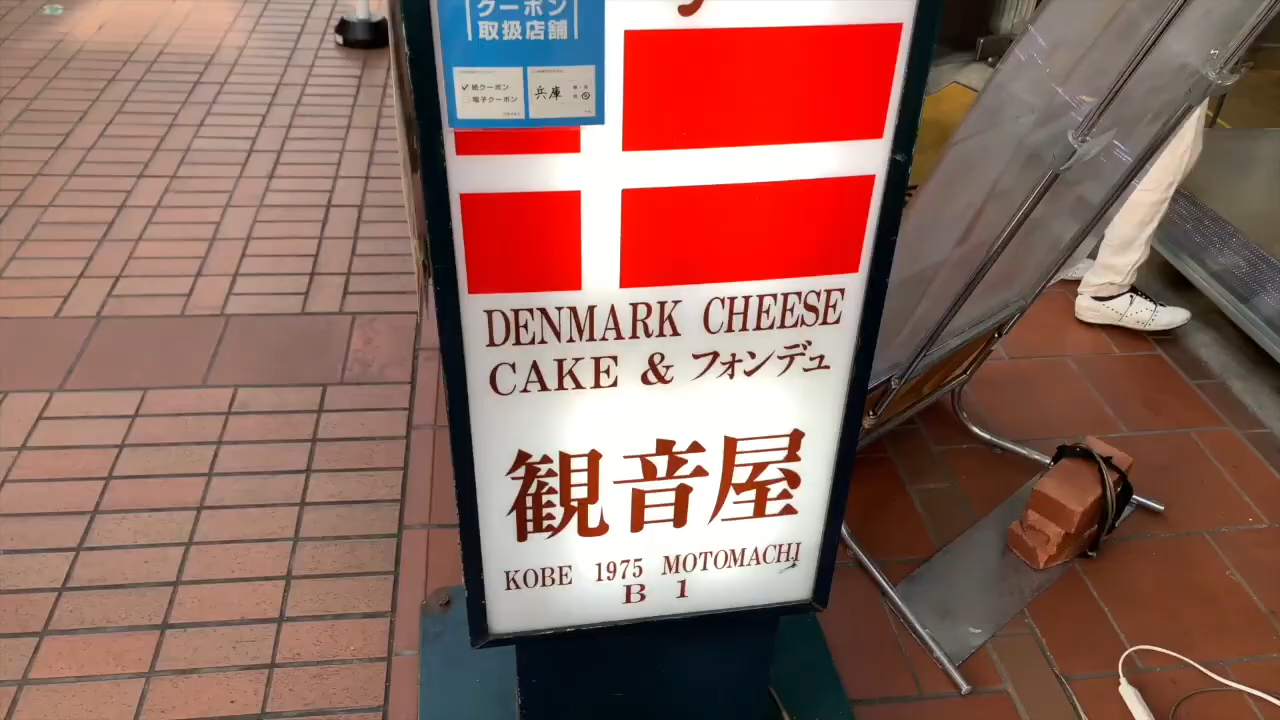 クーポン
取扱店舗
✓紙クーポン
電子クーポン
兵庫
DENMARK CHEESE
CAKE & フォンデュ
観音屋
KOBE 1975 MOTOMACHI
B 1